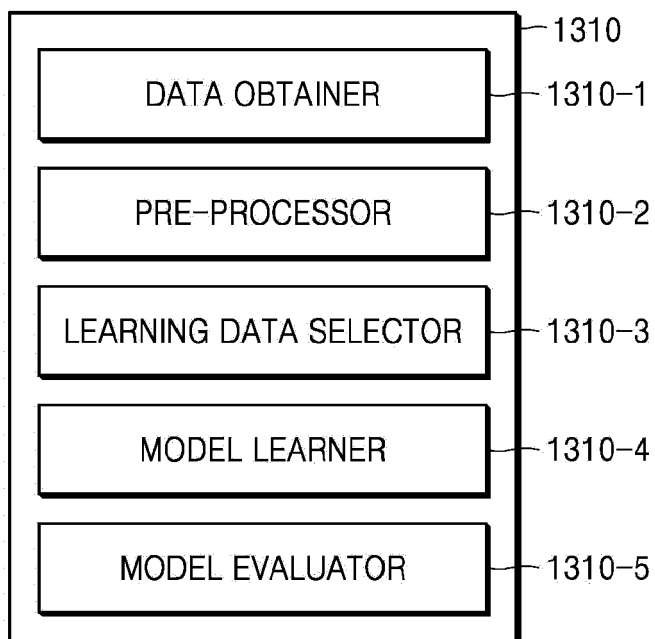 1310
DATA OBTAINER 1310-1
PRE-PROCESSOR 1310-2
LEARNING DATA SELECTOR 1310-3
MODEL LEARNER 1310-4
MODEL EVALUATOR 1310-5